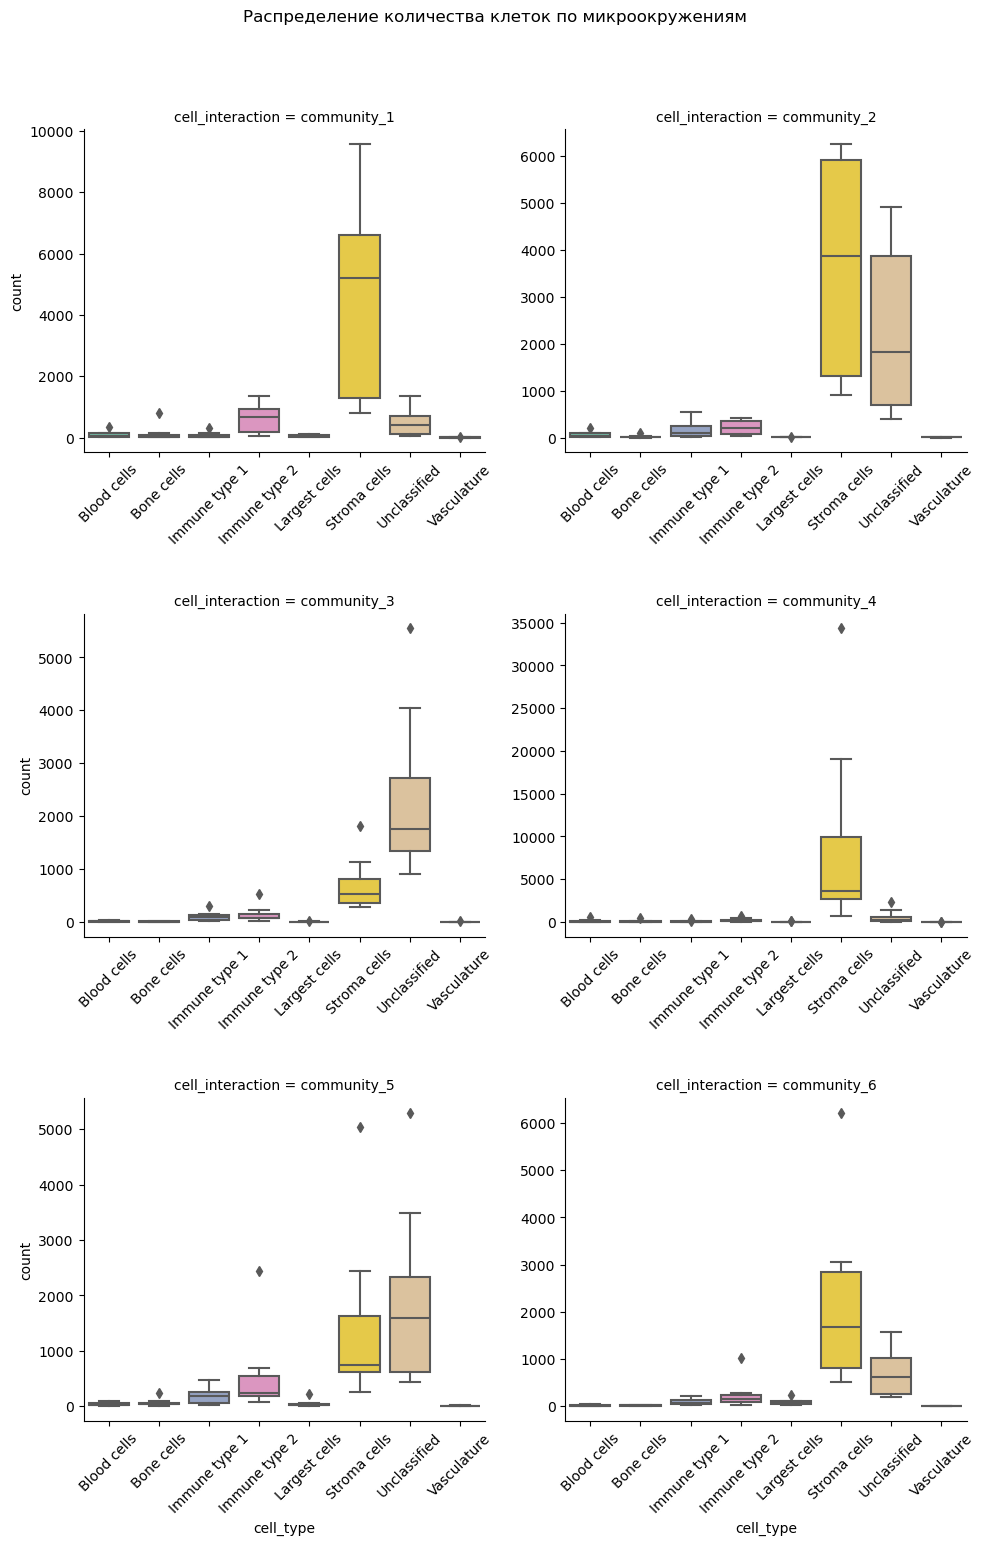 Распределение количества клеток по микроокружениям
cell_interaction = community_1
count
10000
8000
6000
4000
2000
0
Blood cells
Bone cells
Immune type 1
Immune type 2
Largest cells
Stroma cells
Unclassified
Vasculature
cell_interaction = community_2
6000
5000
4000
3000
2000
1000
0
Blood cells
Bone cells
Immune type 1
Immune type 2
Largest cells
Stroma cells
Unclassified
Vasculature
cell_interaction = community_3
count
5000
4000
3000
2000
1000
0
Blood cells
Bone cells
Immune type 1
Immune type 2
Largest cells
Stroma cells
Unclassified
Vasculature
cell_interaction = community_4
35000
30000
25000
20000
15000
10000
5000
0
Blood cells
Bone cells
Immune type 1
Immune type 2
Largest cells
Stroma cells
Unclassified
Vasculature
cell_interaction = community_5
count
5000
4000
3000
2000
1000
0
Blood cells
Bone cells
Immune type 1
Immune type 2
Largest cells
Stroma cells
Unclassified
Vasculature
cell_type
cell_interaction = community_6
6000
5000
4000
3000
2000
1000
0
Blood cells
Bone cells
Immune type 1
Immune type 2
Largest cells
Stroma cells
Unclassified
Vasculature
cell_type